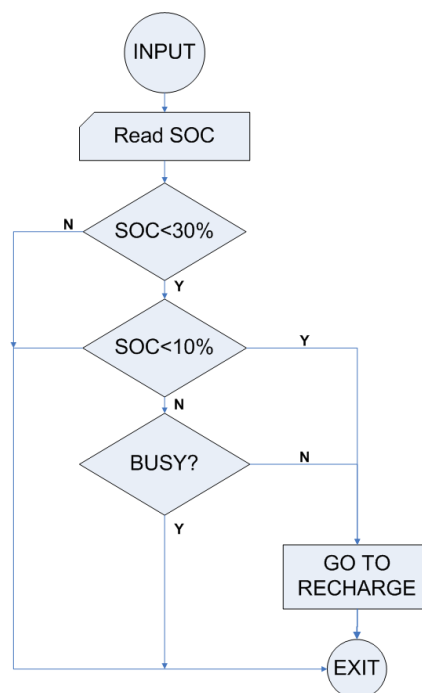 INPUT
Read SOC
SOC<30%
N
Y
SOC<10%
Y
N
BUSY?
N
Y
GO TO
RECHARGE
EXIT